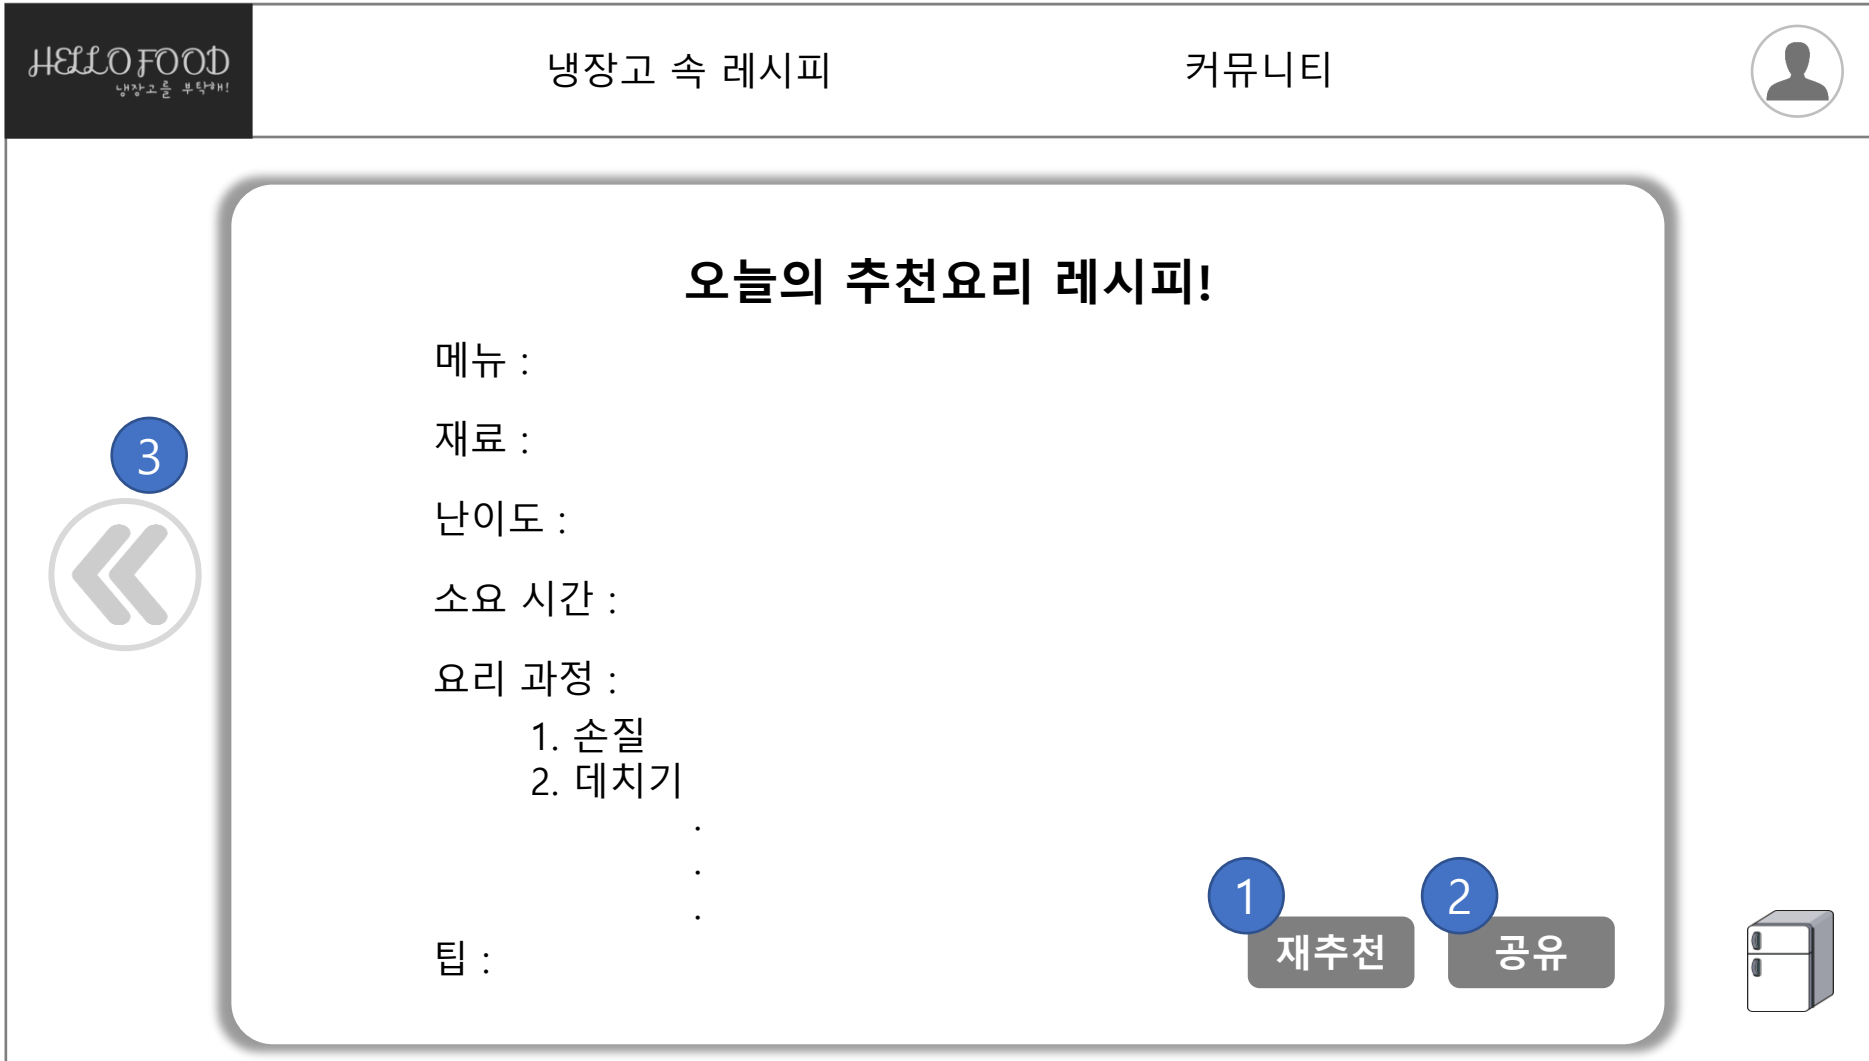 HELLO FOOD
냉장고를 부탁해!
냉장고 속 레시피
커뮤니티
오늘의 추천요리 레시피!
메뉴 :
재료 :
3
난이도 :
소요 시간 :
요리 과정 :
1. 손질
2. 데치기
.
.
.
팁 :
1
재추천
2
공유